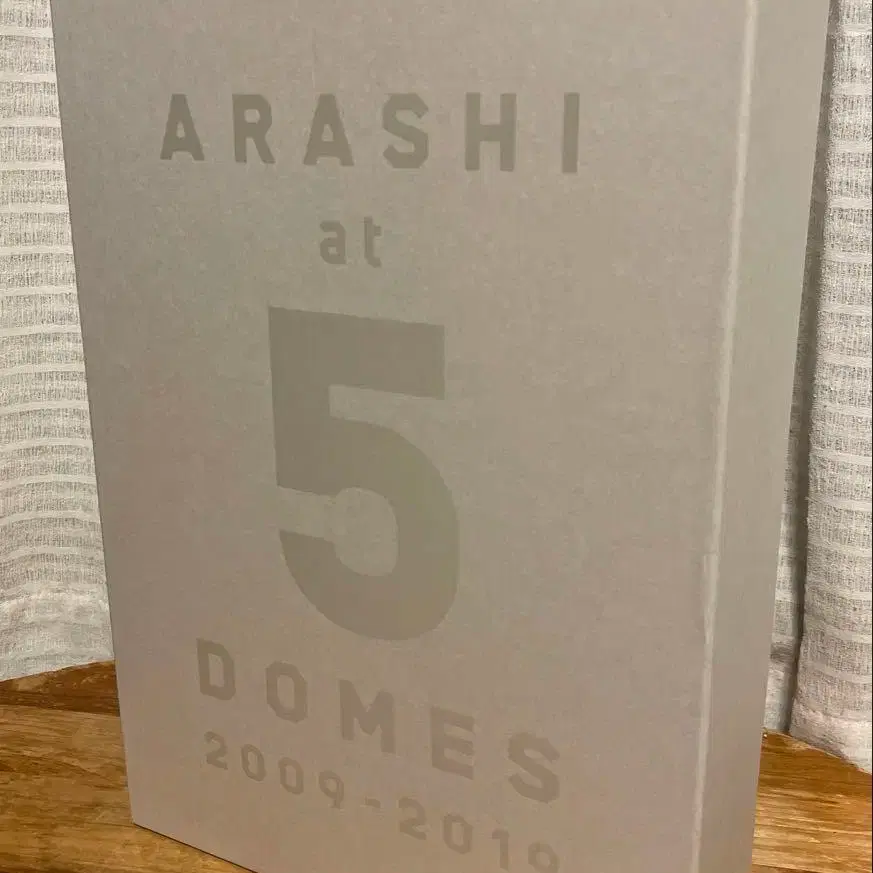 ARASHI
at
5
DOMES
2009-2019